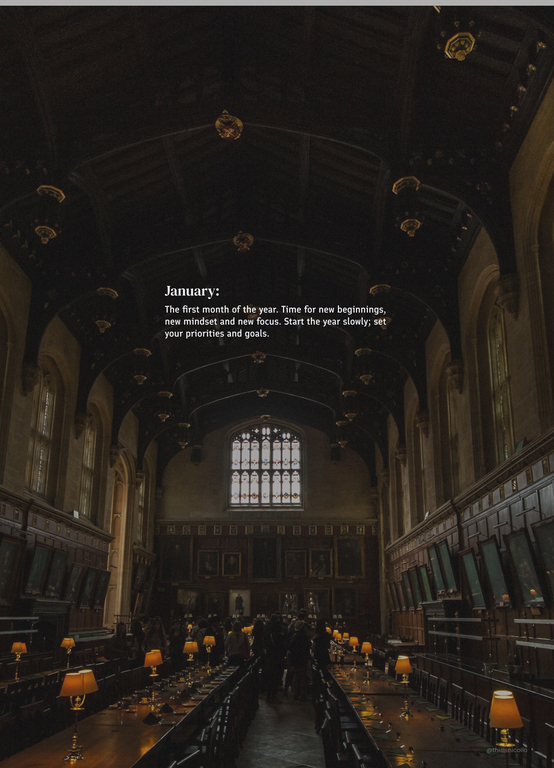 January:
The first month of the year. Time for new beginnings,
new mindset and new focus. Start the year slowly; set
your priorities and goals.